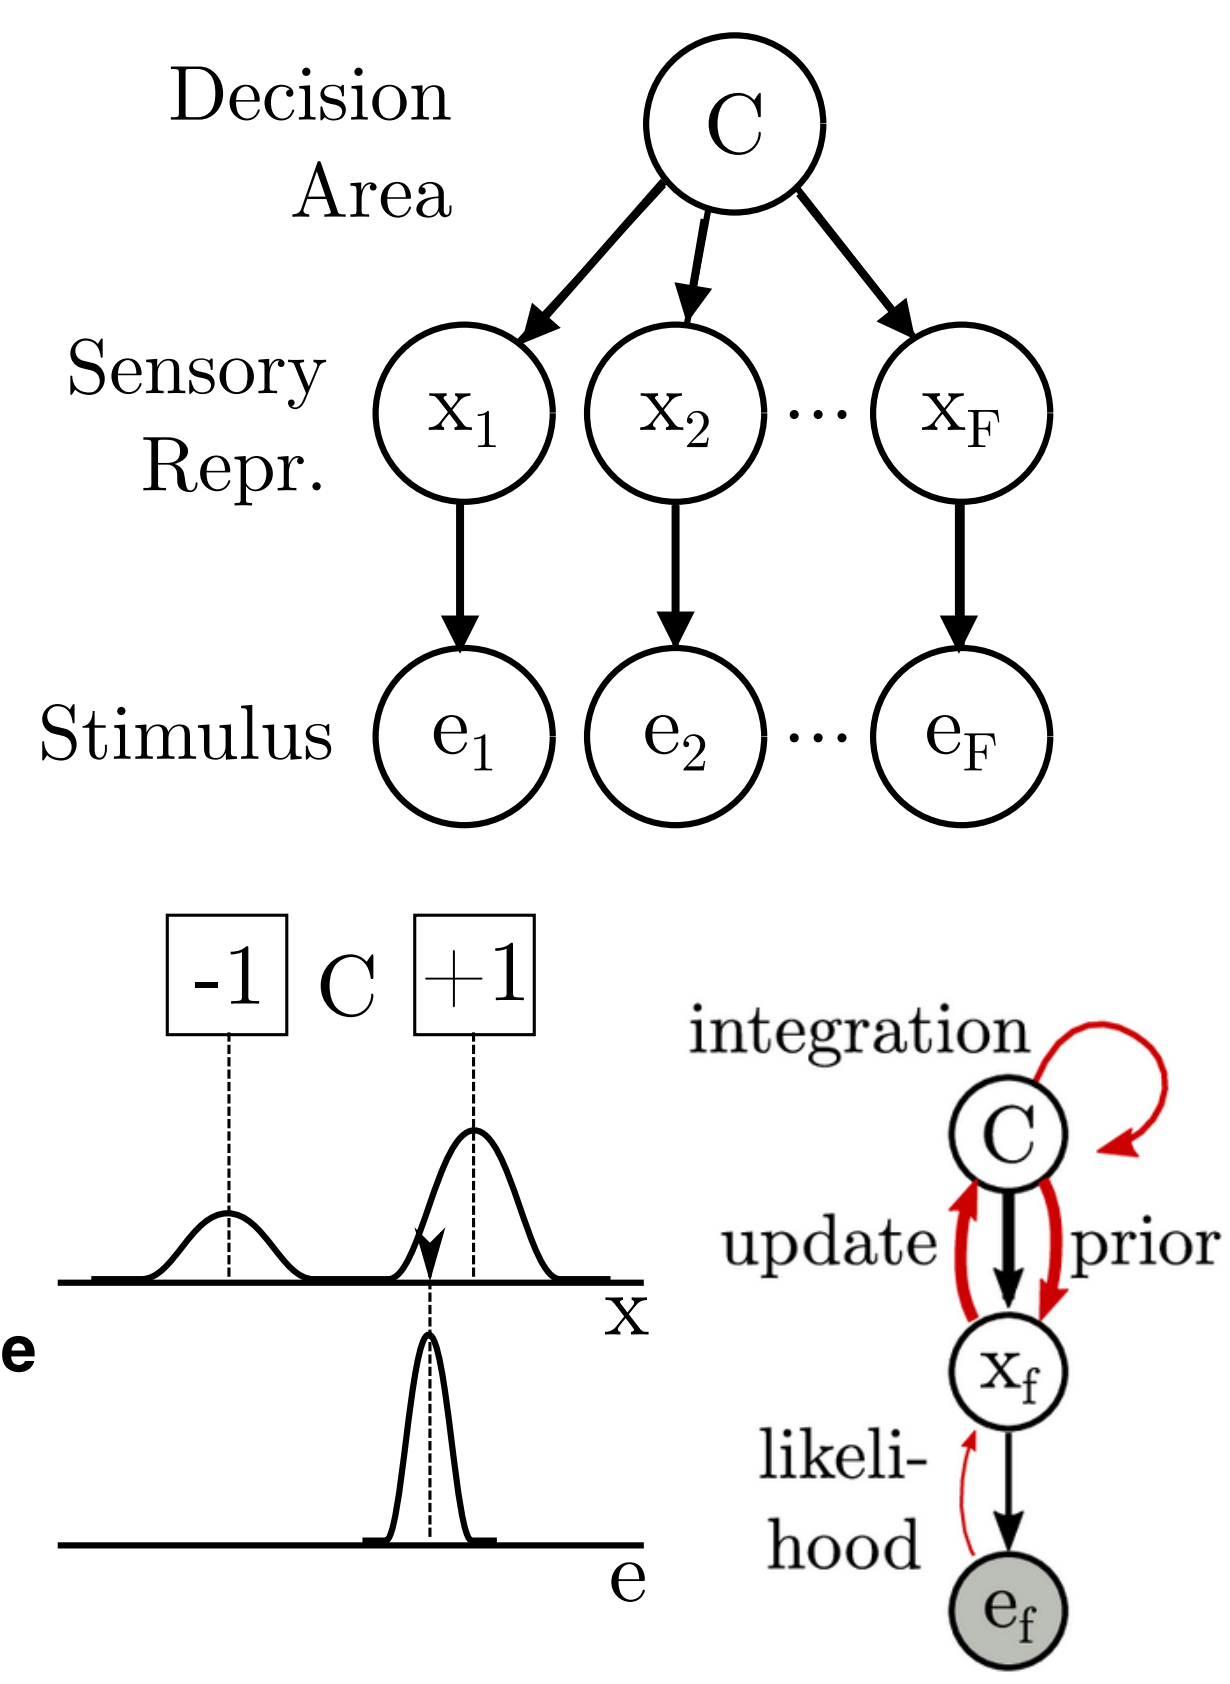 Decision
Area
C
Sensory
Repr.
x1 x2 ... xF
Stimulus
e1 e2 ... eF
-1 C +1
x
e
e
integration
C
update prior
xf
likeli-
hood
ef